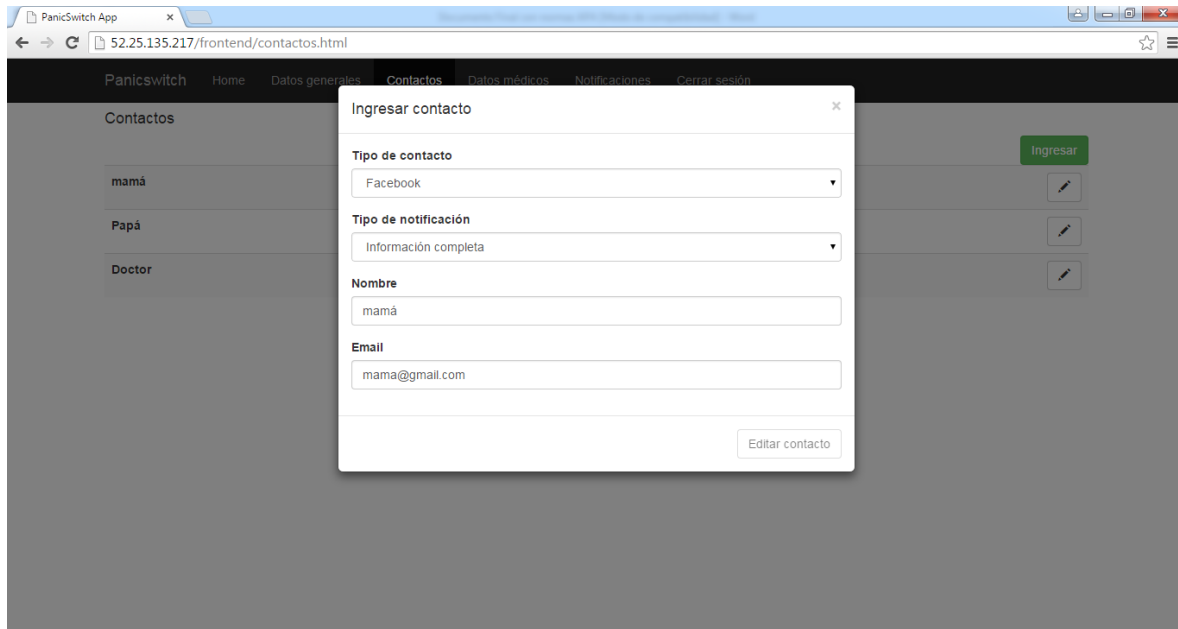 PanicSwitch App
52.25.135.217/frontend/contactos.html
Panicswitch Home Datos generales Contactos Datos médicos Notificaciones Cerrar sesión
Contactos
Ingresar
mamá
Papá
Doctor
Ingresar contacto
Tipo de contacto
Facebook
Tipo de notificación
Información completa
Nombre
mamá
Email
mama@gmail.com
Editar contacto